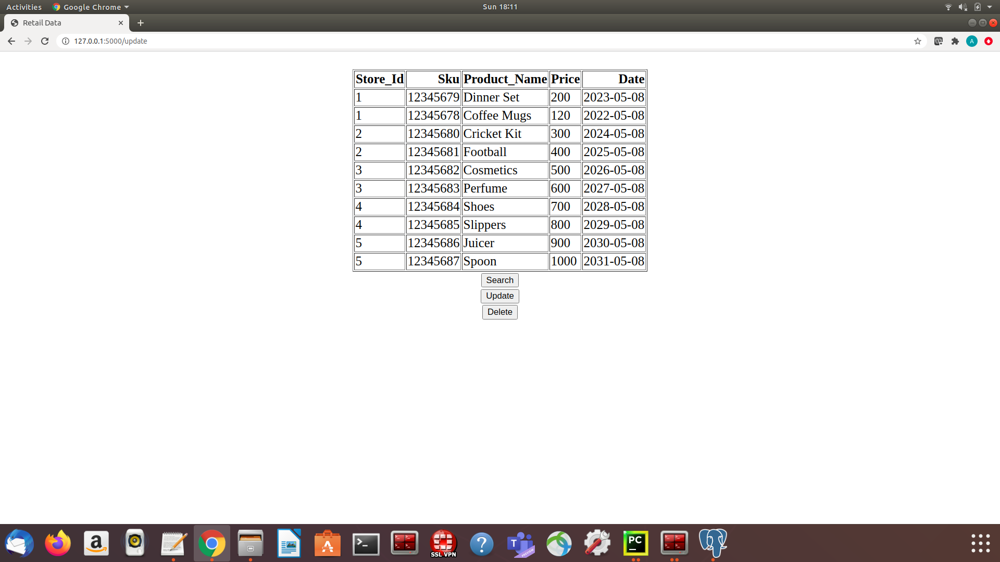 Activities Google Chrome Sun 18:11
Retail Data
127.0.0.1:5000/update A
Store_Id Sku Product_Name Price Date
1 12345679 Dinner Set 200 2023-05-08
1 12345678 Coffee Mugs 120 2022-05-08
2 12345680 Cricket Kit 300 2024-05-08
2 12345681 Football 400 2025-05-08
3 12345682 Cosmetics 500 2026-05-08
3 12345683 Perfume 600 2027-05-08
4 12345684 Shoes 700 2028-05-08
4 12345685 Slippers 800 2029-05-08
5 12345686 Juicer 900 2030-05-08
5 12345687 Spoon 1000 2031-05-08
Search
Update
Delete
a >_ SSL VPN ? T PREVIEW PC